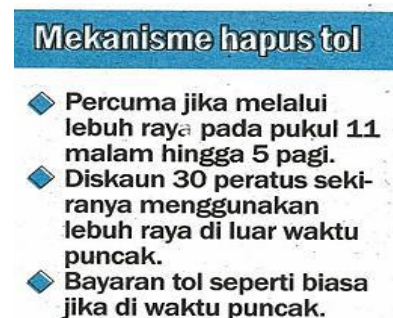 Mekanisme hapus tol
Percuma jika melalui
lebuh raya pada pukul 11
malam hingga 5 pagi.
Diskaun 30 peratus seki-
ranya menggunakan
lebuh raya di luar waktu
puncak.
Bayaran tol seperti biasa
jika di waktu puncak.